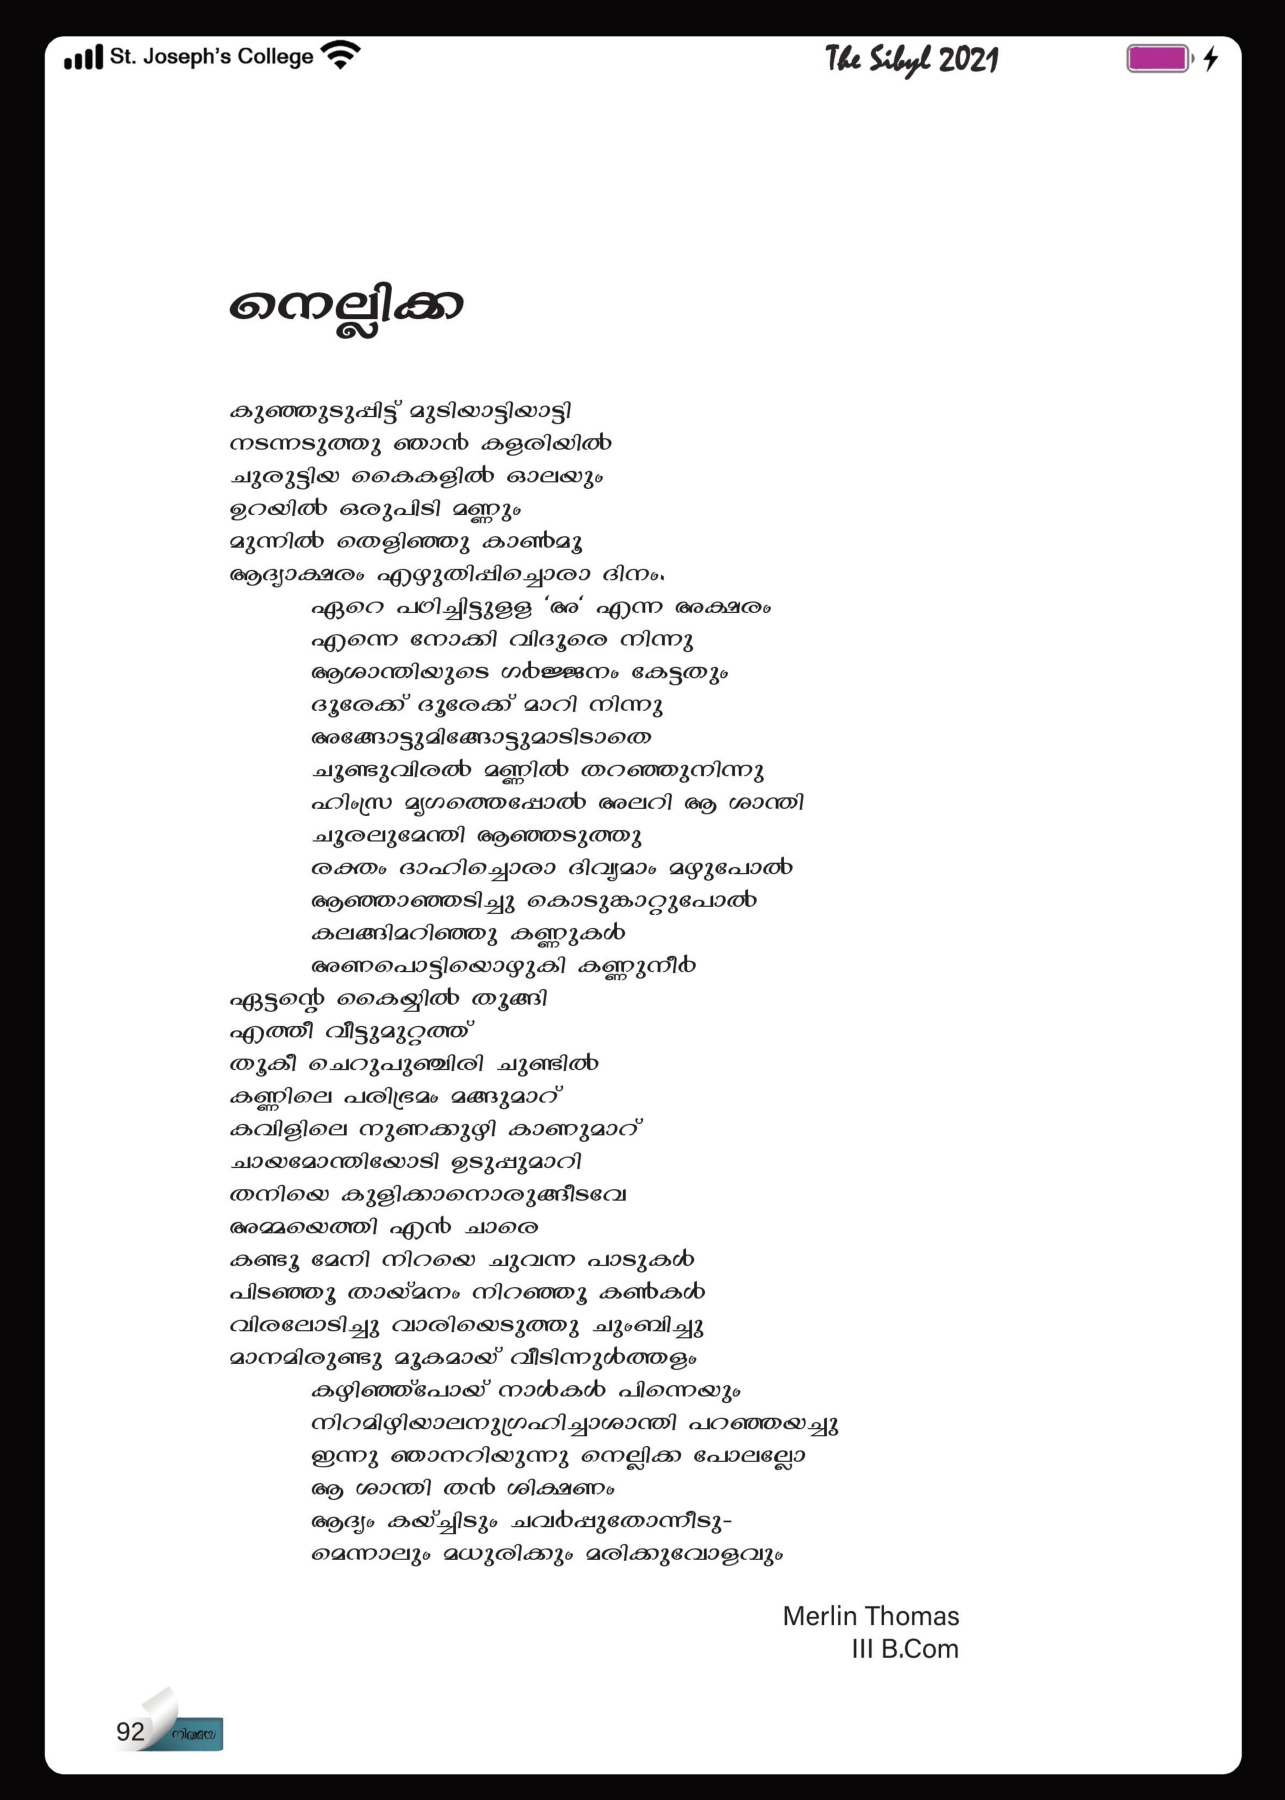 St. Joseph's College
The Sibyl 2021
നെല്ലിക്ക
കുഞ്ഞുടുപ്പിട്ട് മുടിയാട്ടിയാട്ടി
നടന്നടുത്തു ഞാൻ കളരിയിൽ
ചുരുട്ടിയ കൈകളിൽ ഓലയും
ഉറയിൽ ഒരുപിടി മണ്ണും
മുന്നിൽ തെളിഞ്ഞു കാൺമൂ
ആദ്യാക്ഷരം എഴുതിപ്പിച്ചൊരാ ദിനം.
ഏറെ പഠിച്ചിട്ടുളള ‘അ‘ എന്ന അക്ഷരം
എന്നെ നോക്കി വിദൂരെ നിന്നു
ആശാന്തിയുടെ ഗർജ്ജനം കേട്ടതും
ദൂരേക്ക് ദൂരേക്ക് മാറി നിന്നു
അങ്ങോട്ടുമിങ്ങോട്ടുമാടിടാതെ
ചൂണ്ടുവിരൽ മണ്ണിൽ തറഞ്ഞുനിന്നു
ഹിംസ്ര മൃഗത്തെപ്പോൽ അലറി ആ ശാന്തി
ചൂരലുമേന്തി ആഞ്ഞടുത്തു
രക്തം ദാഹിച്ചൊരാ ദിവ്യമാം മഴുപോൽ
ആഞ്ഞാഞ്ഞടിച്ചു കൊടുങ്കാറ്റുപോൽ
കലങ്ങിമറിഞ്ഞു കണ്ണുകൾ
അണപൊട്ടിയൊഴുകി കണ്ണുനീർ
ഏട്ടന്റെ കൈയ്യിൽ തൂങ്ങി
എത്തീ വീട്ടുമുറ്റത്ത്
തൂകീ ചെറുപുഞ്ചിരി ചുണ്ടിൽ
കണ്ണിലെ പരിഭ്രമം മങ്ങുമാറ്
കവിളിലെ നുണക്കുഴി കാണുമാറ്
ചായമോന്തിയോടി ഉടുപ്പുമാറി
തനിയെ കുളിക്കാനൊരുങ്ങീടവേ
അമ്മയെത്തി എൻ ചാരെ
കണ്ടൂ മേനി നിറയെ ചുവന്ന പാടുകൾ
പിടഞ്ഞൂ തായ്മനം നിറഞ്ഞൂ കൺകൾ
വിരലോടിച്ചു വാരിയെടുത്തു ചുംബിച്ചു
മാനമിരുണ്ടു മൂകമായ് വീടിന്നുൾത്തളം
കഴിഞ്ഞ്പോയ് നാൾകൾ പിന്നെയും
നിറമിഴിയാലനുഗ്രഹിച്ചാശാന്തി പറഞ്ഞയച്ചു
ഇന്നു ഞാനറിയുന്നു നെല്ലിക്ക പോലല്ലോ
ആ ശാന്തി തൻ ശിക്ഷണം
ആദ്യം കയ്ച്ചിടും ചവർപ്പുതോന്നീടു-
മെന്നാലും മധുരിക്കും മരിക്കുവോളവും
Merlin Thomas
III B.Com
92